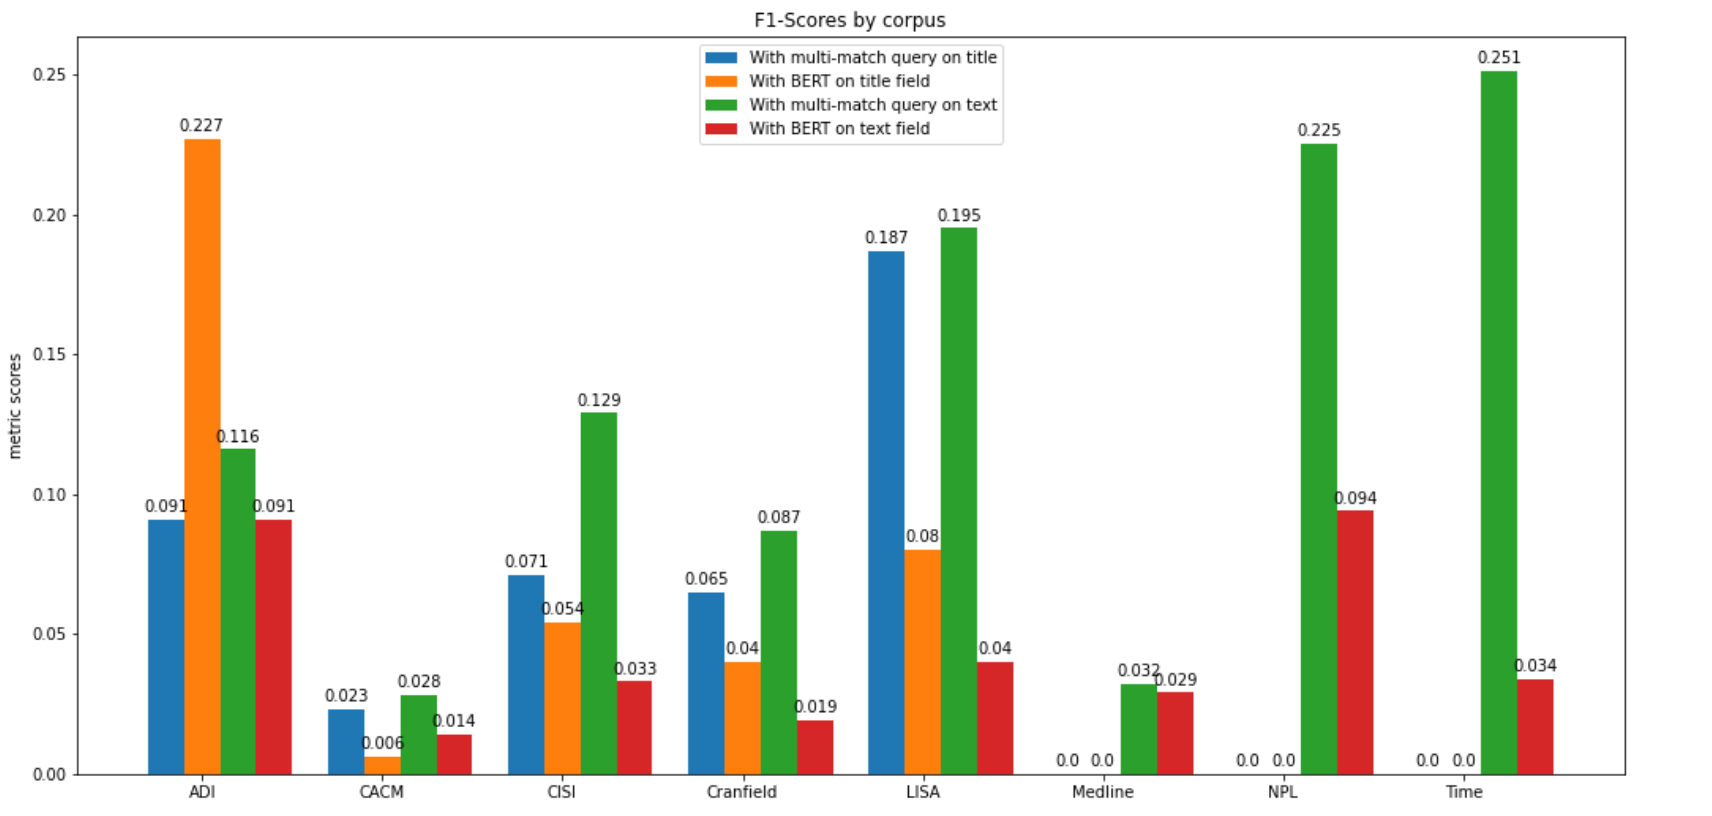 F1-Scores by corpus
With multi-match query on title
With BERT on title field
With multi-match query on text
With BERT on text field
metric scores
0.25
0.20
0.15
0.10
0.05
0.00
0.091
0.227
0.116
0.091
0.023
0.006
0.028
0.014
0.071
0.054
0.129
0.033
0.065
0.04
0.087
0.019
0.187
0.08
0.195
0.04
0.0
0.0
0.032
0.029
0.0
0.0
0.225
0.094
0.0
0.0
0.251
0.034
ADI
CACM
CISI
Cranfield
LISA
Medline
NPL
Time